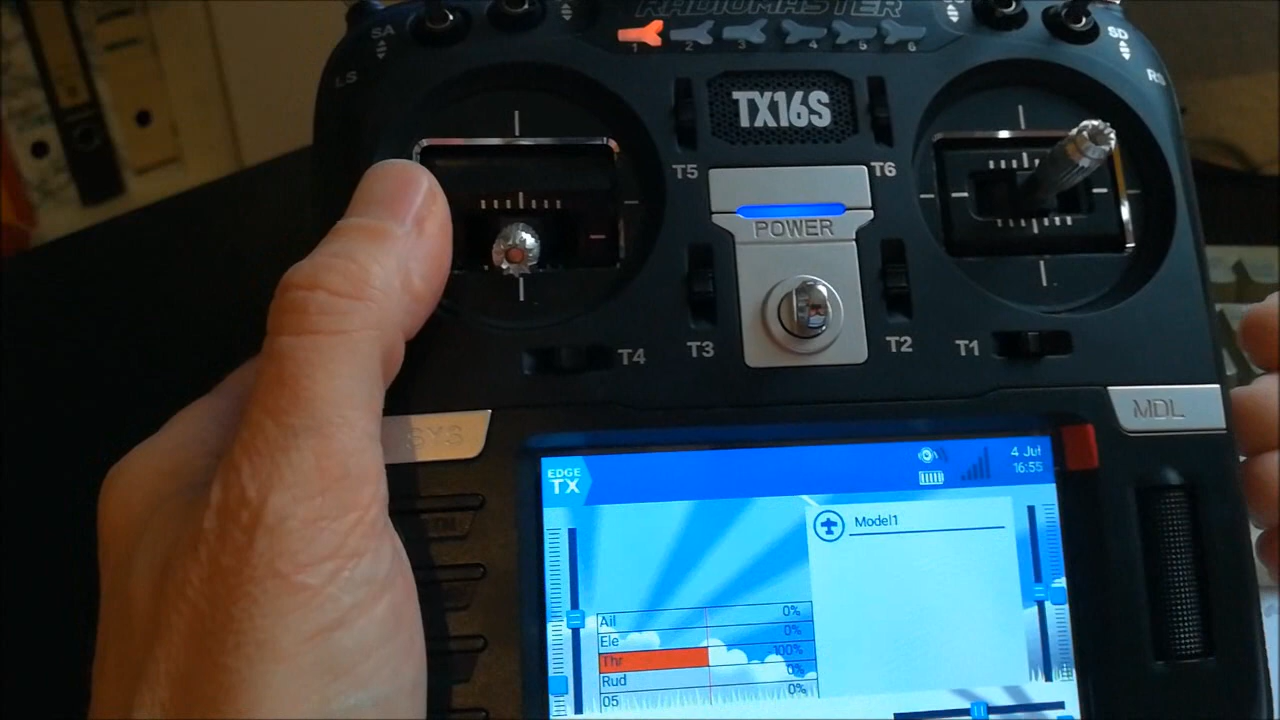 RADIOMASTER
SA
SD
1 2 3 4 5 6
LS
RS
TX16S
T5
T6
POWER
T4
T3
T2
T1
SYS
MDL
EDGE
TX
4 Jul
16:55
Model1
Ail 0%
Ele 0%
Thr -100%
Rud 0%
05 0%